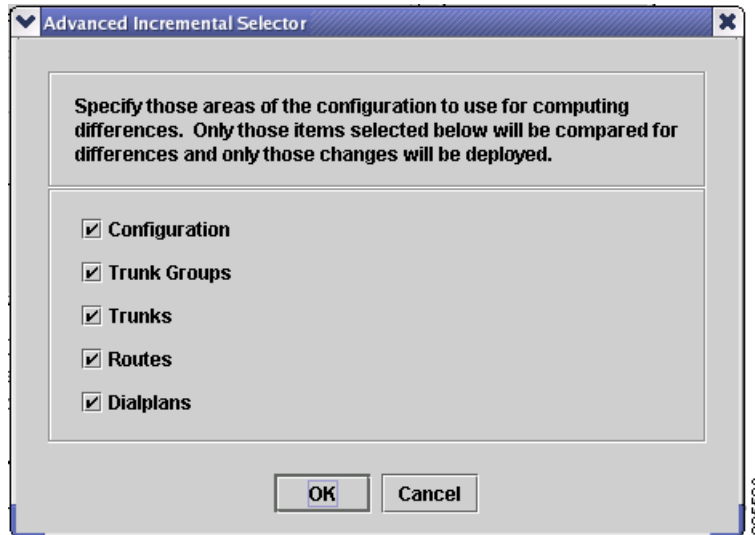 Advanced Incremental Selector
Specify those areas of the configuration to use for computing
differences. Only those items selected below will be compared for
differences and only those changes will be deployed.
Configuration
Trunk Groups
Trunks
Routes
Dialplans
OK
Cancel